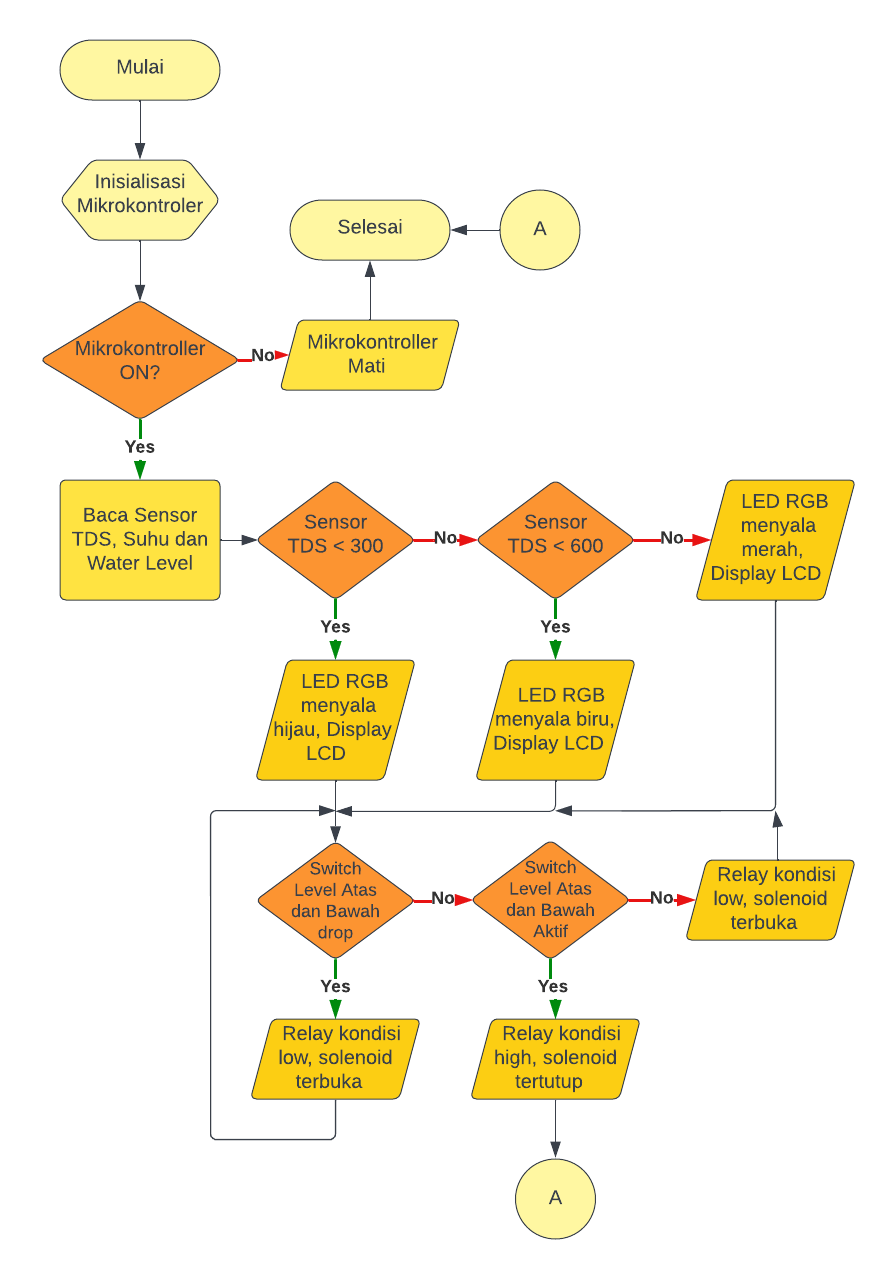 Mulai
Inisialisasi
Mikrokontroler
Selesai
A
Mikrokontroller
ON?
No
Mikrokontroller
Mati
Yes
Baca Sensor
TDS, Suhu dan
Water Level
Sensor
TDS < 300
No
Sensor
TDS < 600
No
LED RGB
menyala
merah,
Display LCD
Yes
Yes
LED RGB
menyala
hijau, Display
LCD
LED RGB
menyala biru,
Display LCD
Switch
Level Atas
dan Bawah
drop
No
Switch
Level Atas
dan Bawah
Aktif
No
Relay kondisi
low, solenoid
terbuka
Yes
Yes
Relay kondisi
low, solenoid
terbuka
Relay kondisi
high, solenoid
tertutup
A